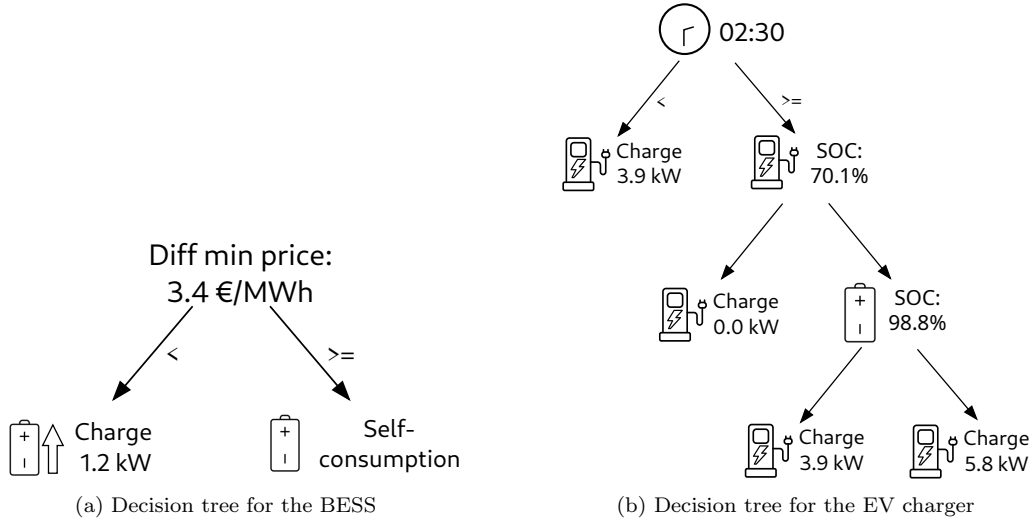 Diff min price:
3.4 €/MWh
<
>=
Charge
1.2 kW
Self-
consumption
(a) Decision tree for the BESS
02:30
<
>=
Charge
3.9 kW
SOC:
70.1%
Charge
0.0 kW
SOC:
98.8%
Charge
3.9 kW
Charge
5.8 kW
(b) Decision tree for the EV charger